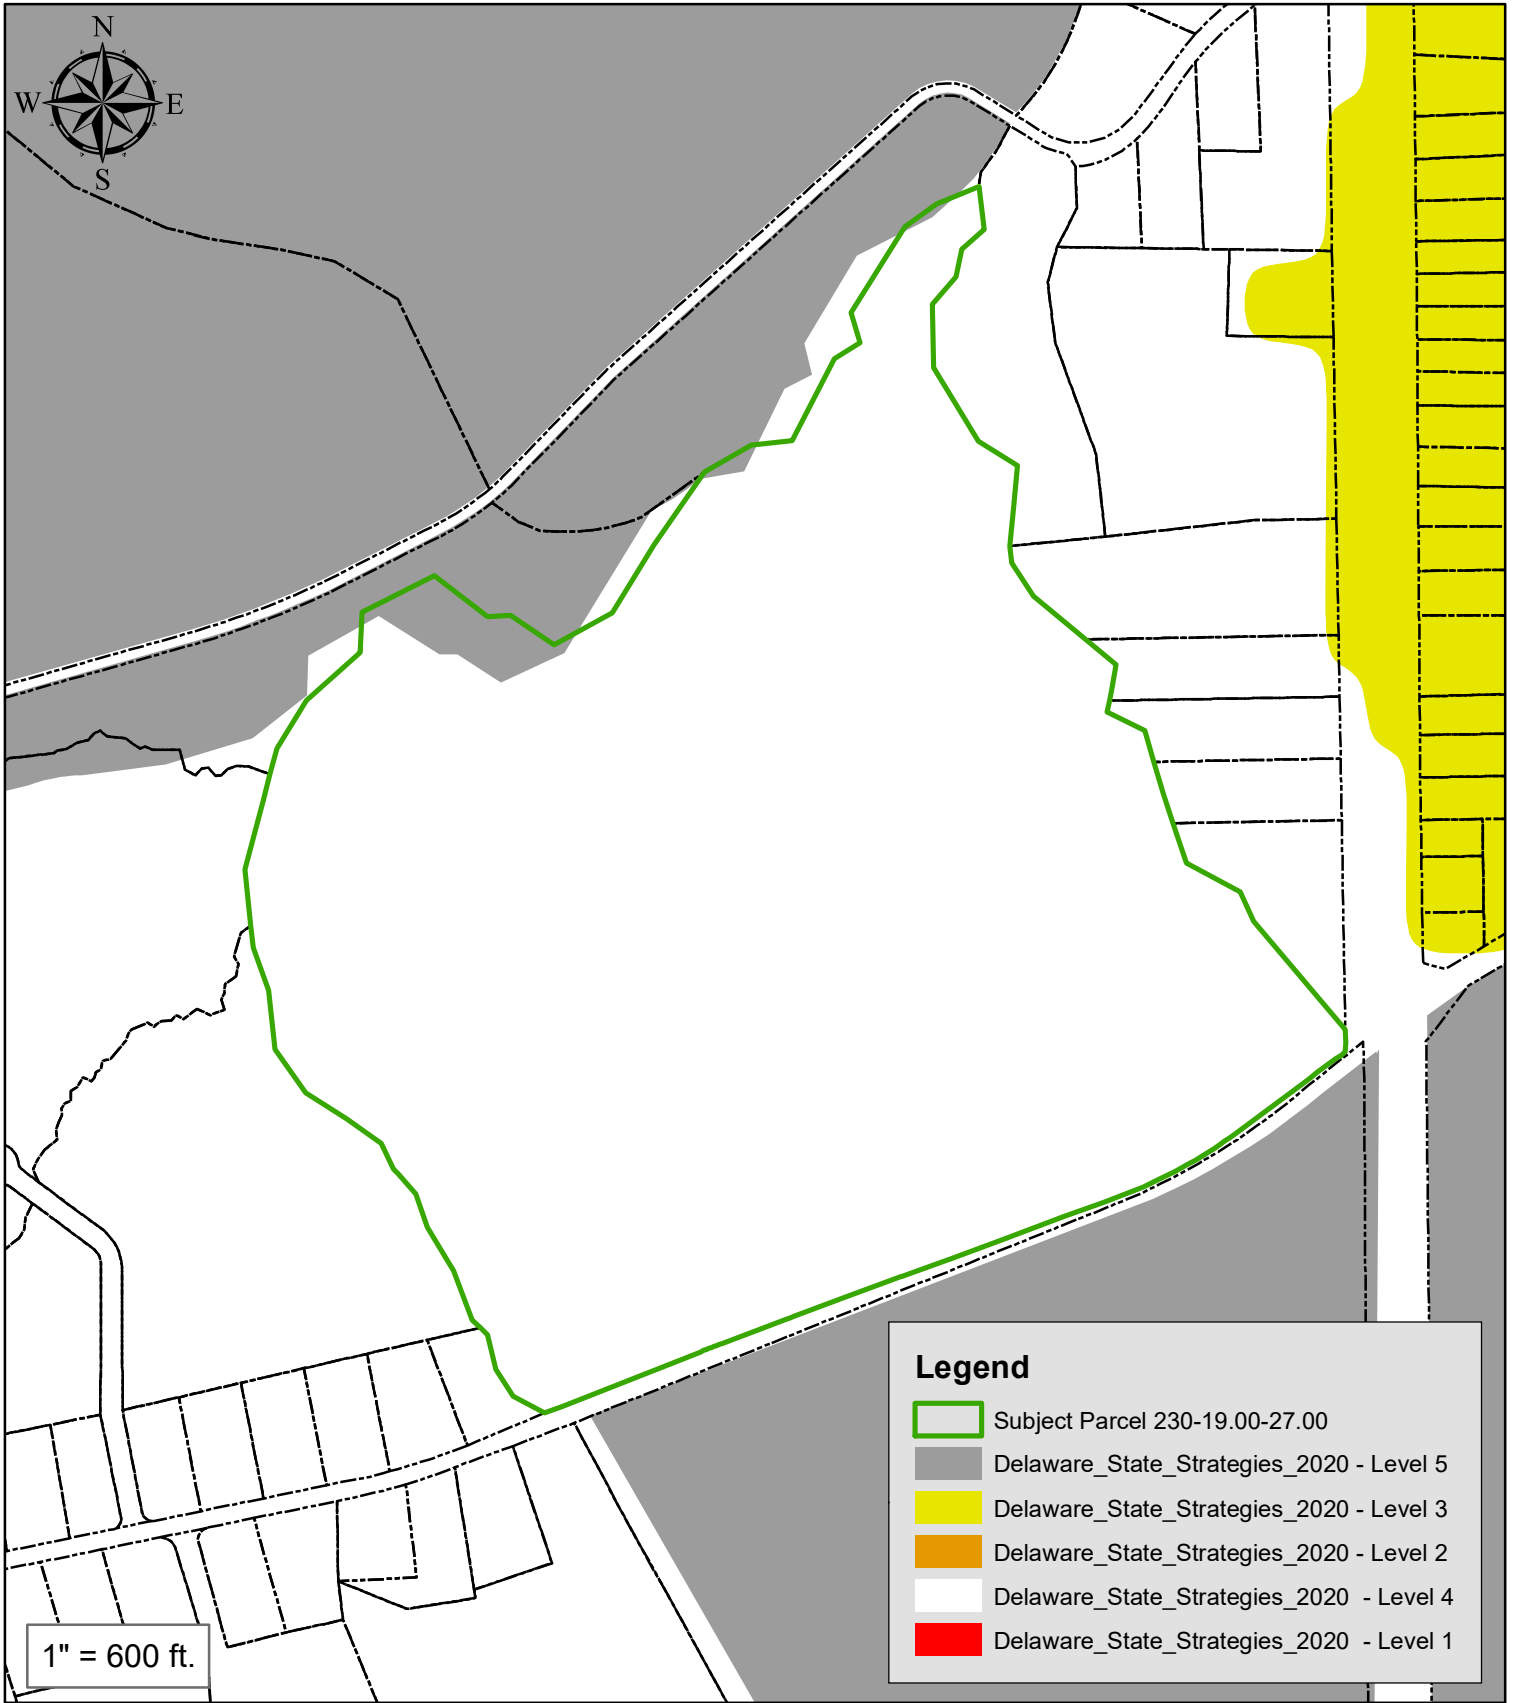 N
W E
S
Legend
Subject Parcel 230-19.00-27.00
Delaware_State_Strategies_2020 - Level 5
Delaware_State_Strategies_2020 - Level 3
Delaware_State_Strategies_2020 - Level 2
Delaware_State_Strategies_2020 - Level 4
Delaware_State_Strategies_2020 - Level 1
1" = 600 ft.